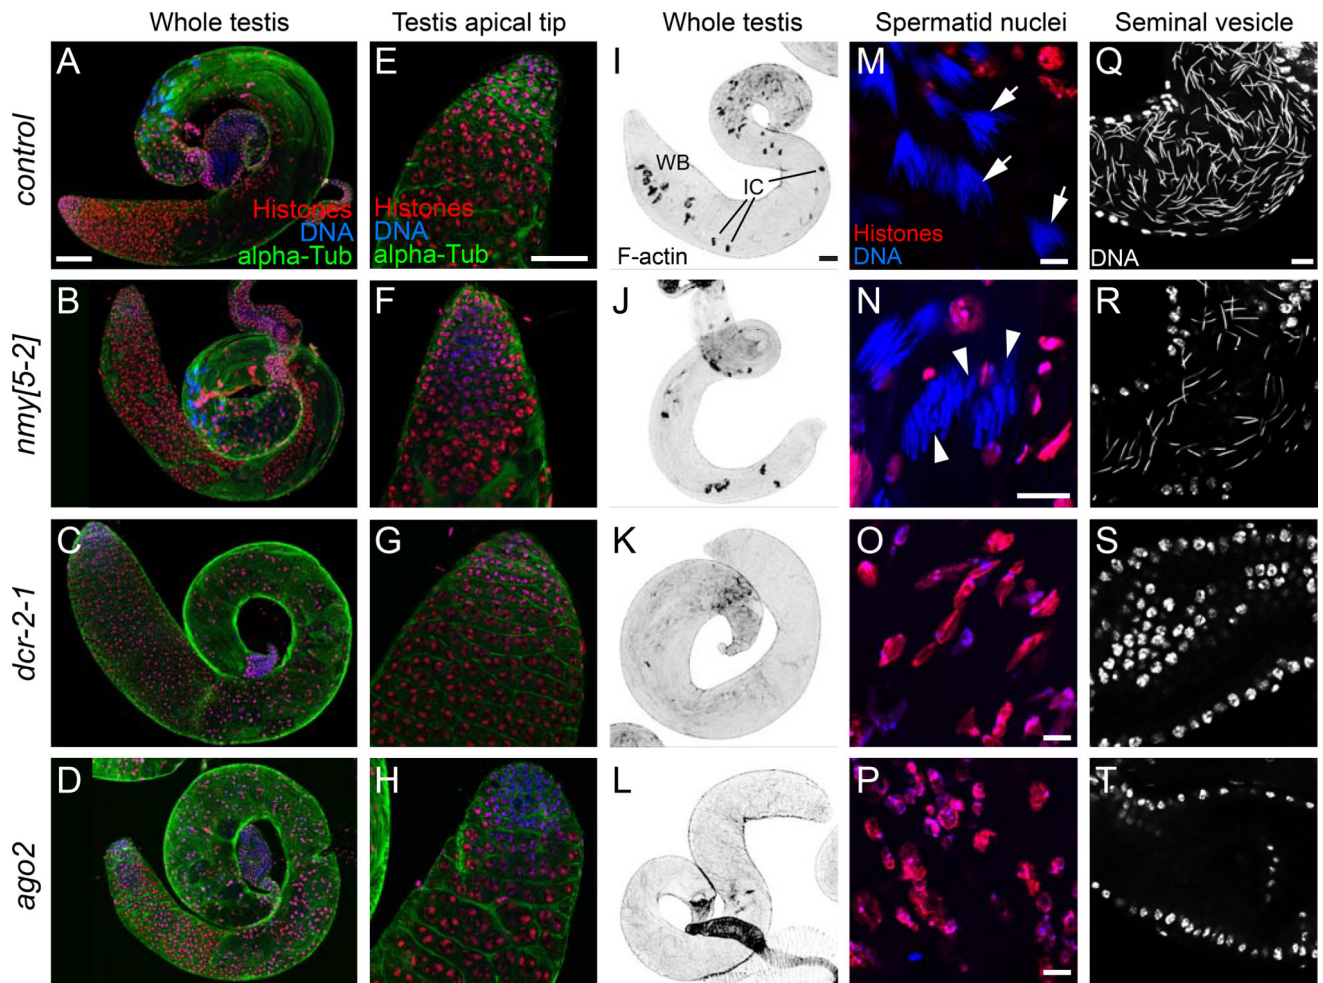 Whole testis
Testis apical tip
Whole testis
Spermatid nuclei
Seminal vesicle
control
A
Histones
DNA
alpha-Tub
E
Histones
DNA
alpha-Tub
I
WB
IC
F-actin
M
Histones
DNA
Q
DNA
nmy[5-2]
B
F
J
N
R
dcr-2-1
C
G
K
O
S
ago2
D
H
L
P
T